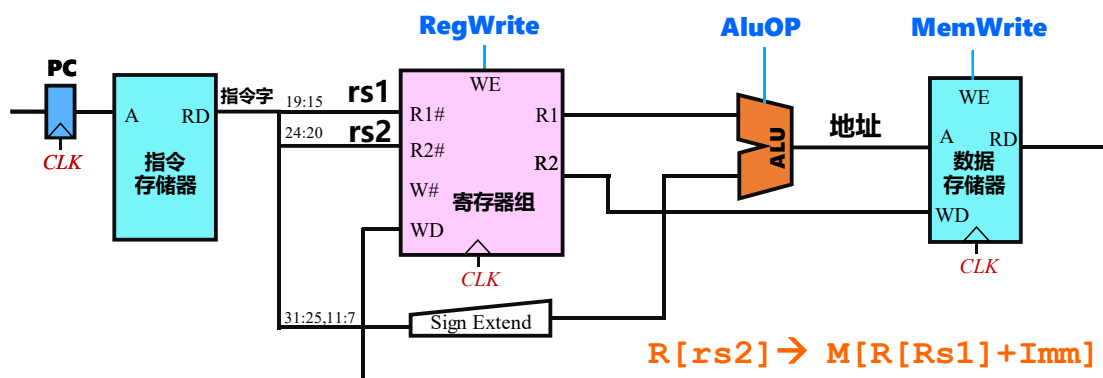 RegWrite
AluOP
MemWrite
PC
CLK
A
RD
指令
存储器
指令字
19:15
rs1
24:20
rs2
31:25,11:7
WE
R1#
R2#
W#
WD
R1
R2
寄存器组
CLK
Sign Extend
ALU
地址
WE
A
RD
数据
存储器
WD
CLK
R[rs2]→ M[R[Rs1]+Imm]